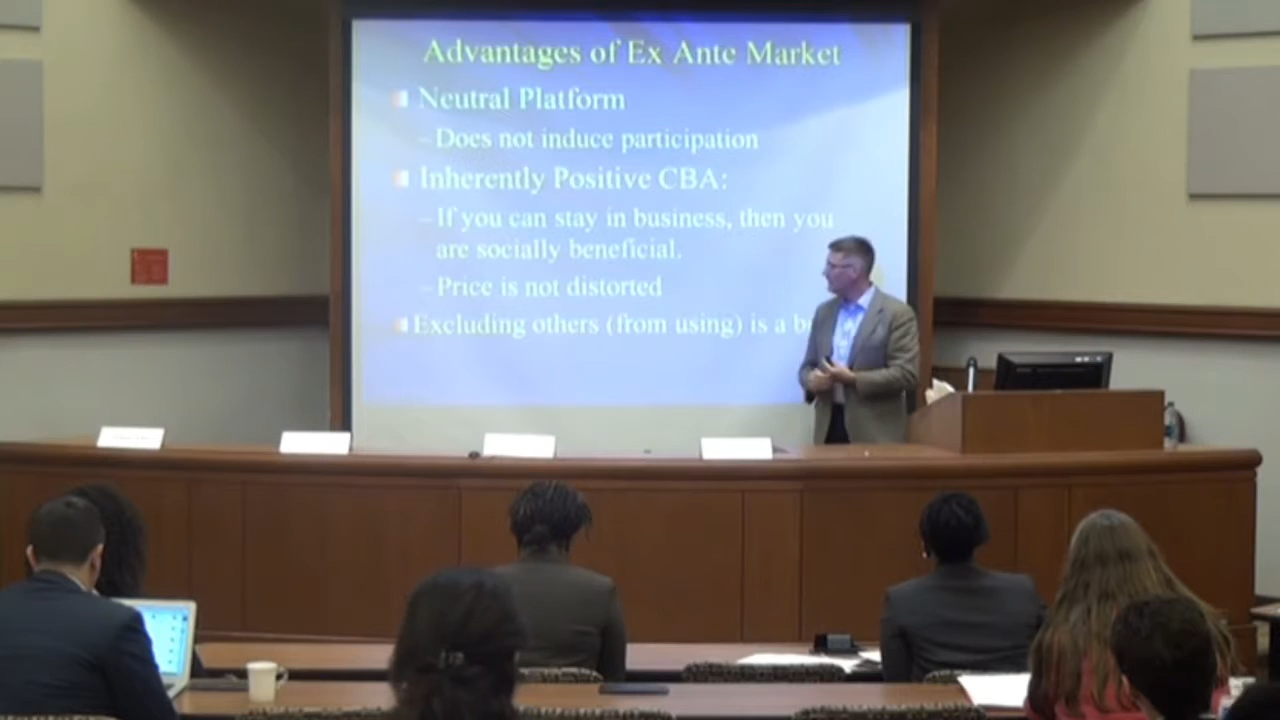 Advantages of Ex Ante Market
Neutral Platform
– Does not induce participation
Inherently Positive CBA:
– If you can stay in business, then you
are socially beneficial.
– Price is not distorted
Excluding others (from using) is a